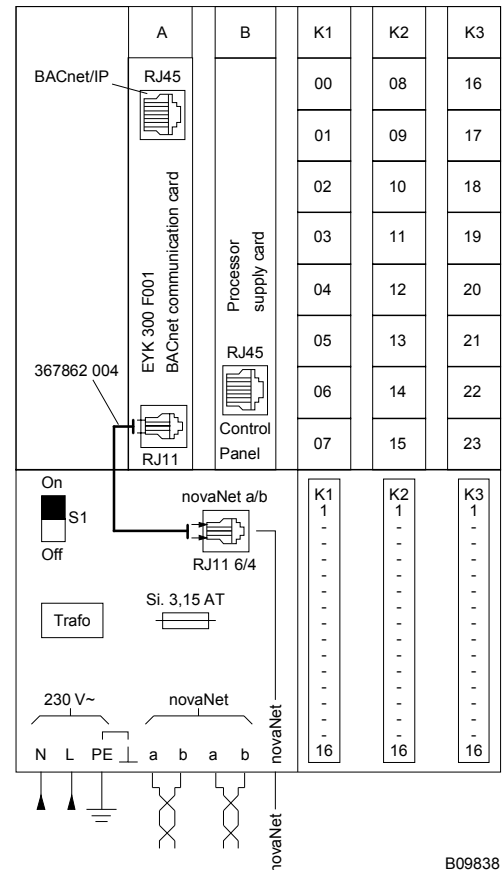 A B K1 K2 K3
BACnet/IP RJ45 00 08 16
01 09 17
EYK 300 F001
BACnet communication card
02 10 18
Processor
supply card
03 11 19
04 12 20
RJ45
05 13 21
367862 004
06 14 22
Control
Panel
RJ11
07 15 23
On
S1
Off
novaNet a/b
RJ11 6/4
K1 K2 K3
1 1 1
- - -
- - -
- - -
- - -
- - -
- - -
- - -
- - -
- - -
- - -
- - -
- - -
- - -
- - -
16 16 16
Trafo
Si. 3,15 AT
230 V~ novaNet
novaNet
N L PE a b a b
novaNet
B09838